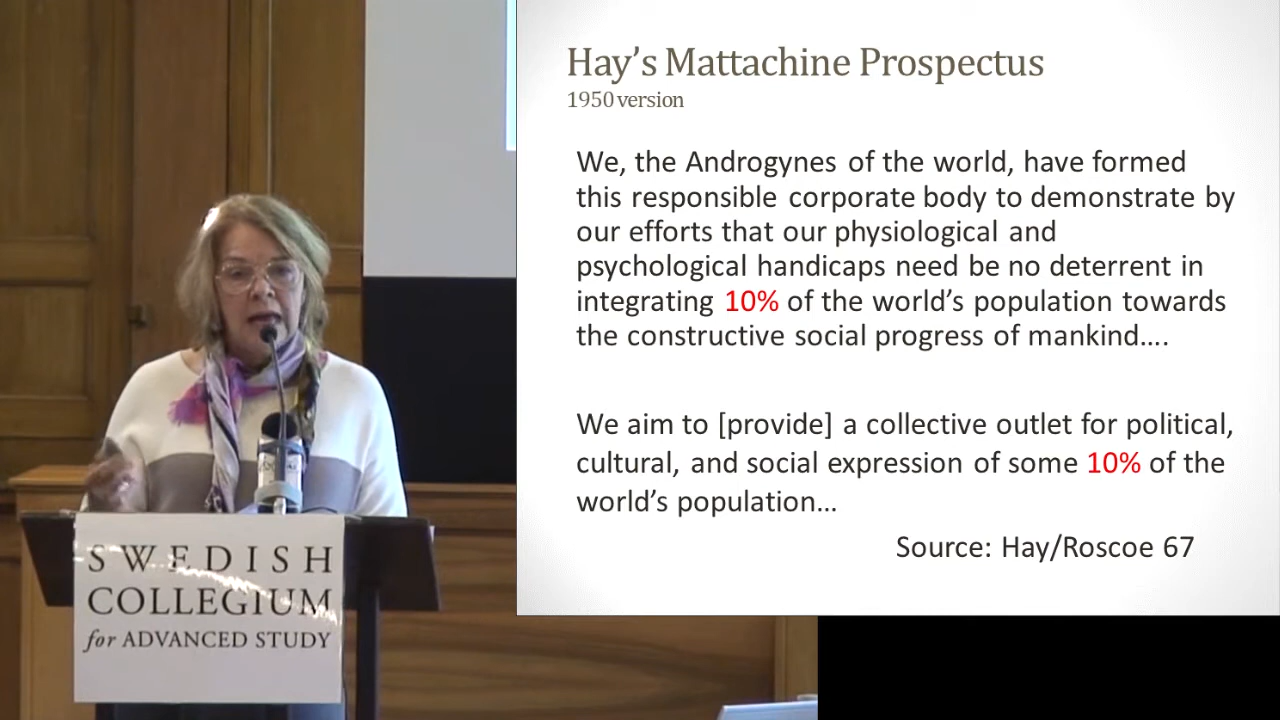 Hay's Mattachine Prospectus
1950 version
We, the Androgynes of the world, have formed
this responsible corporate body to demonstrate by
our efforts that our physiological and
psychological handicaps need be no deterrent in
integrating 10% of the world's population towards
the constructive social progress of mankind....
We aim to [provide] a collective outlet for political,
cultural, and social expression of some 10% of the
world's population…
Source: Hay/Roscoe 67
SWEDISH
COLLEGIUM
for ADVANCED STUDY